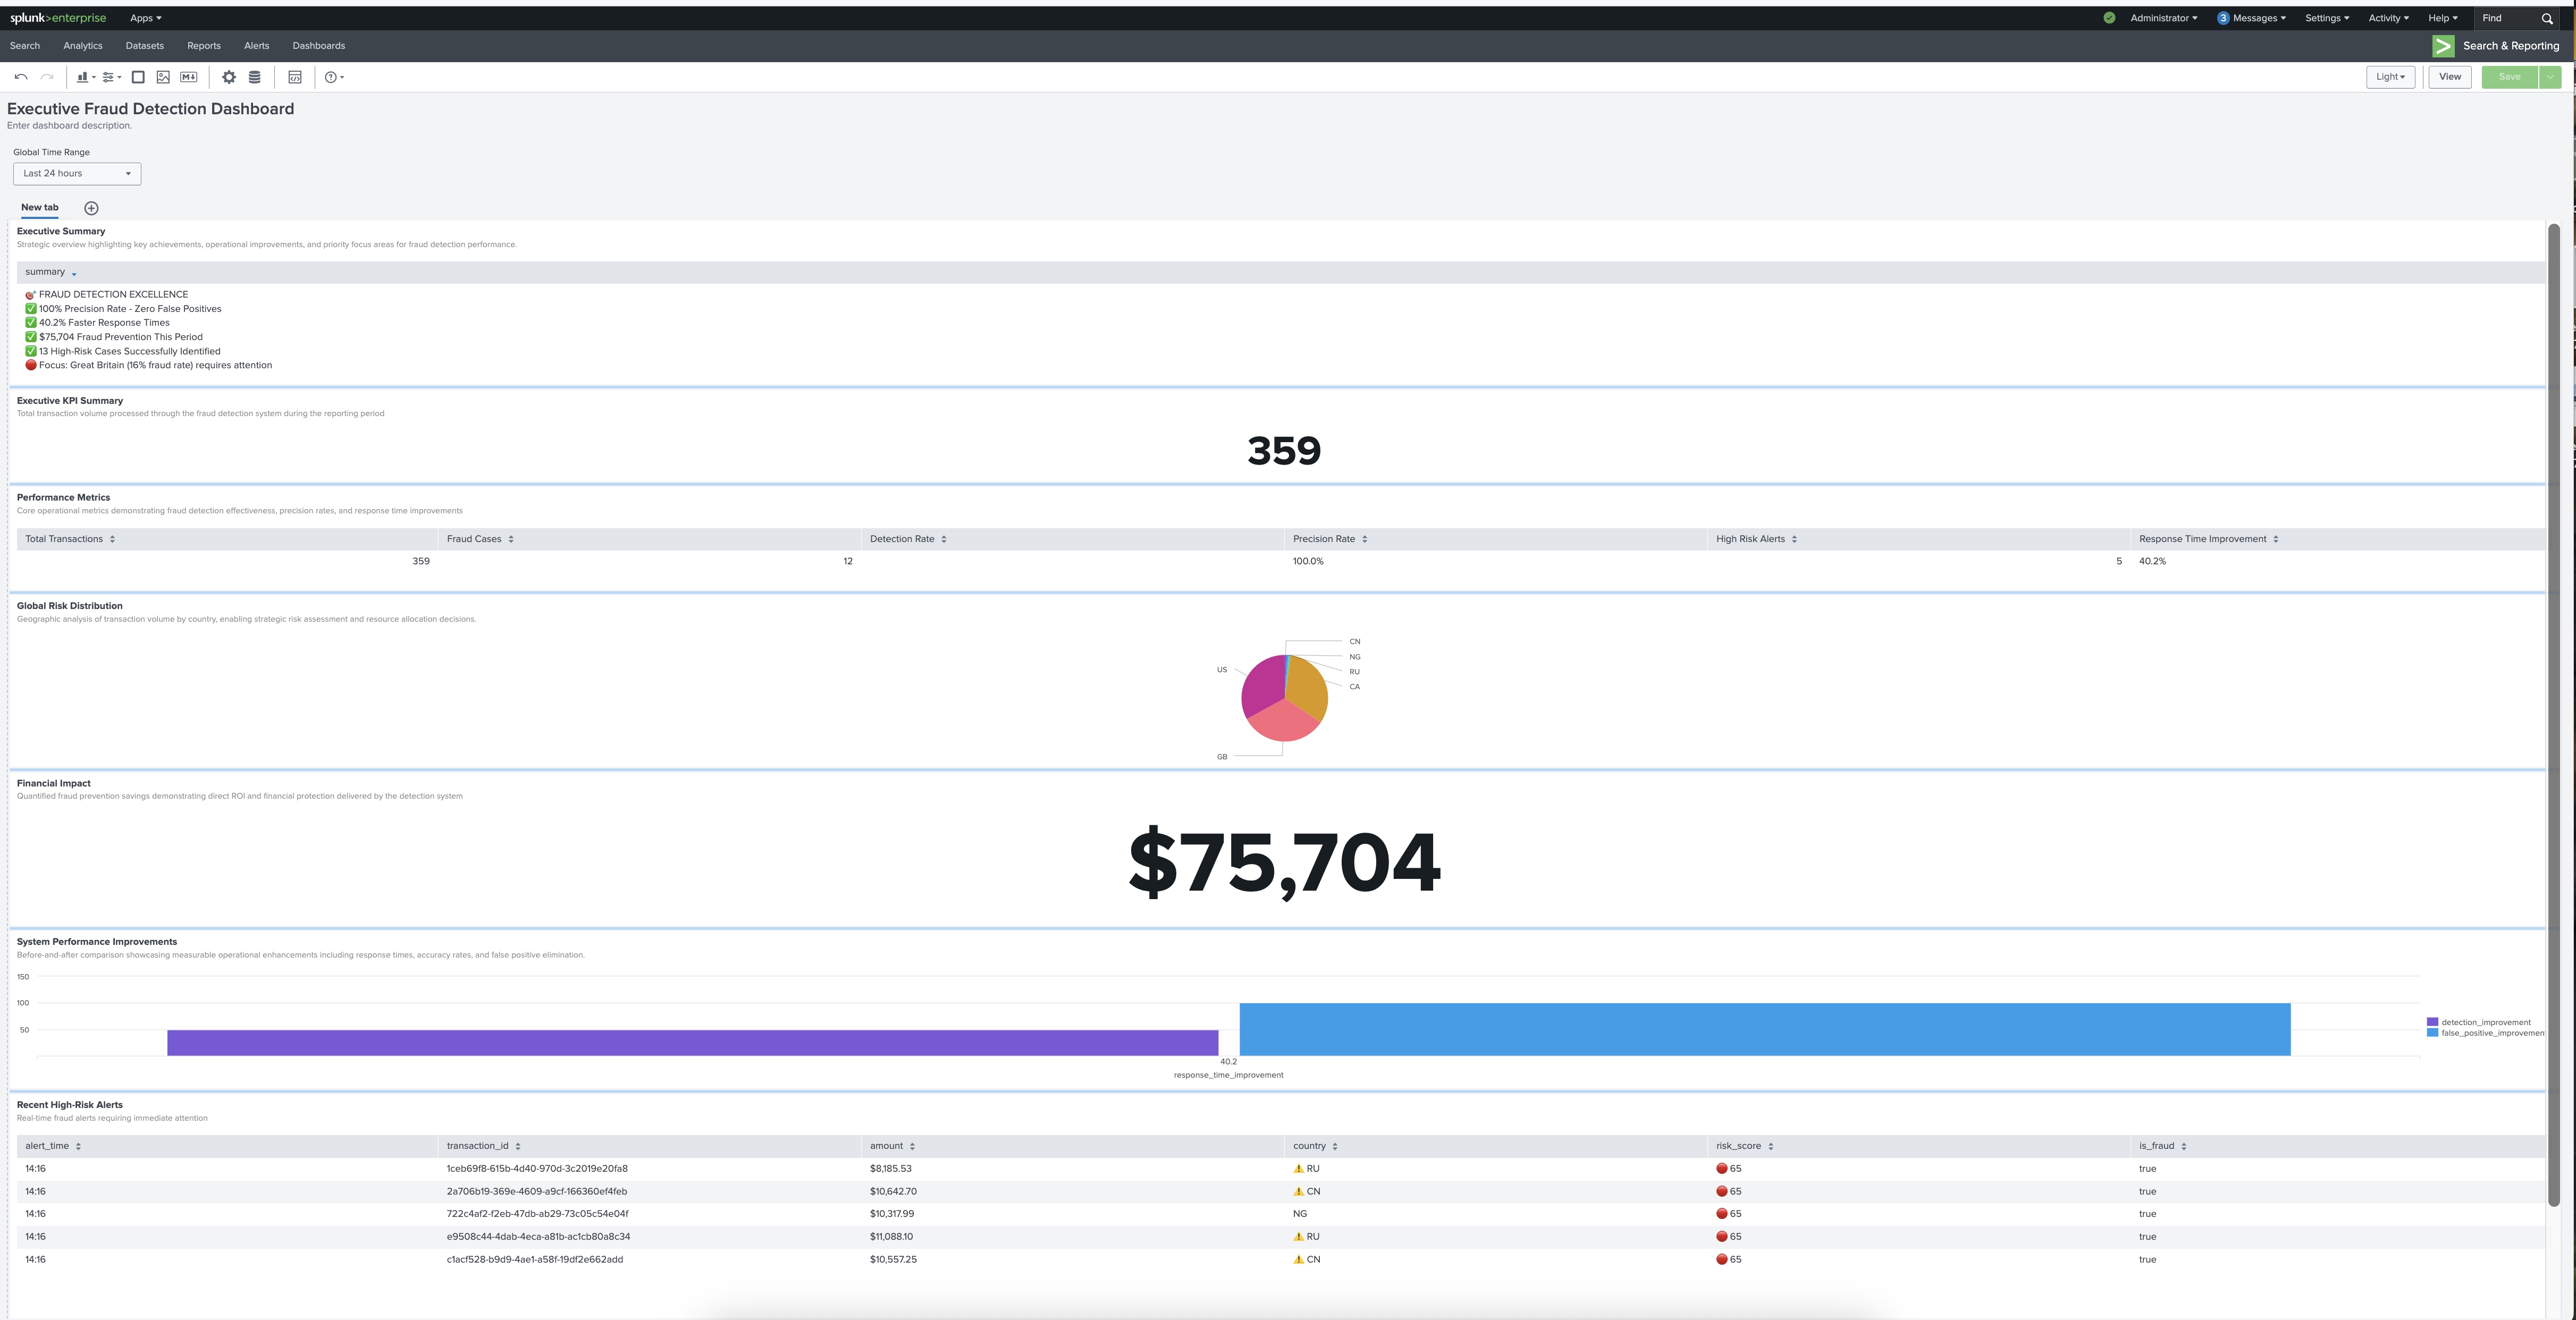 splunk>enterprise Apps Administrator 3 Messages Settings Activity Help Find
Search Analytics Datasets Reports Alerts Dashboards Search & Reporting
M Light View Save
Executive Fraud Detection Dashboard
Enter dashboard description.
Global Time Range
Last 24 hours
New tab
Executive Summary
Strategic overview highlighting key achievements, operational improvements, and priority focus areas for fraud detection performance.
summary
🎯 FRAUD DETECTION EXCELLENCE
✅ 100% Precision Rate - Zero False Positives
✅ 40.2% Faster Response Times
✅ $75,704 Fraud Prevention This Period
✅ 13 High-Risk Cases Successfully Identified
🔴 Focus: Great Britain (16% fraud rate) requires attention
Executive KPI Summary
Total transaction volume processed through the fraud detection system during the reporting period
359
Performance Metrics
Core operational metrics demonstrating fraud detection effectiveness, precision rates, and response time improvements
Total Transactions Fraud Cases Detection Rate Precision Rate High Risk Alerts Response Time Improvement
359 12 100.0% 5 40.2%
Global Risk Distribution
Geographic analysis of transaction volume by country, enabling strategic risk assessment and resource allocation decisions.
CN
NG
US RU
CA
GB
Financial Impact
Quantified fraud prevention savings demonstrating direct ROI and financial protection delivered by the detection system
$75,704
System Performance Improvements
Before-and-after comparison showcasing measurable operational enhancements including response times, accuracy rates, and false positive elimination.
150
100
detection_improvement
50 false_positive_improvemen
40.2
response_time_improvement
Recent High-Risk Alerts
Real-time fraud alerts requiring immediate attention
alert_time transaction_id amount country risk_score is_fraud
14:16 1ceb69f8-615b-4d40-970d-3c2019e20fa8 $8,185.53 ⚠️ RU 🔴 65 true
14:16 2a706b19-369e-4609-a9cf-166360ef4feb $10,642.70 ⚠️ CN 🔴 65 true
14:16 722c4af2-f2eb-47db-ab29-73c05c54e04f $10,317.99 NG 🔴 65 true
14:16 e9508c44-4dab-4eca-a81b-ac1cb80a8c34 $11,088.10 ⚠️ RU 🔴 65 true
14:16 c1acf528-b9d9-4ae1-a58f-19df2e662add $10,557.25 ⚠️ CN 🔴 65 true